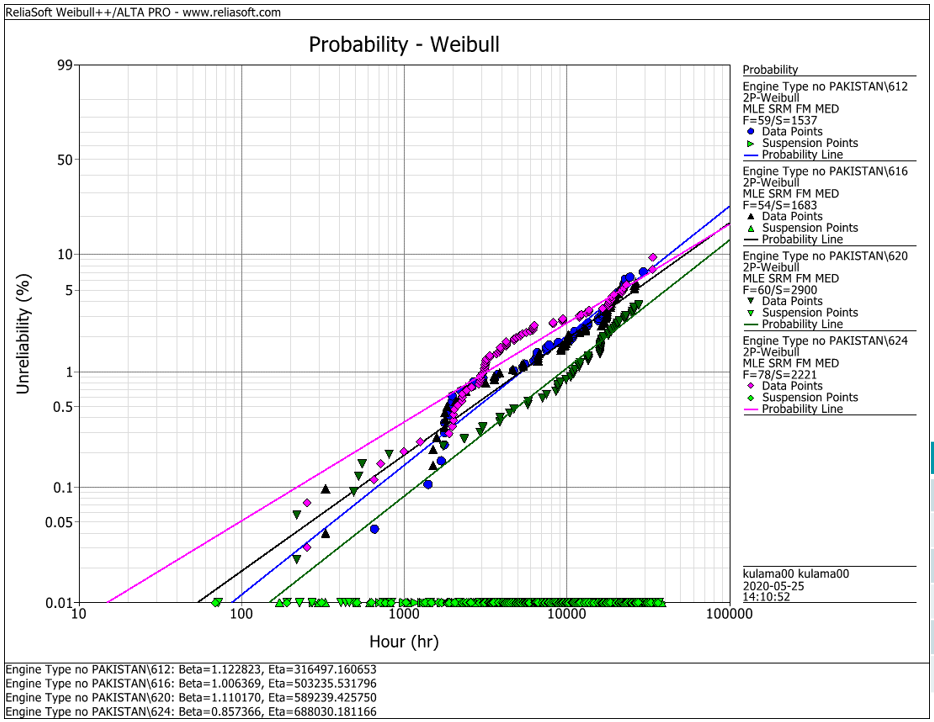 ReliaSoft Weibull++/ALTA PRO - www.reliasoft.com
Probability - Weibull
99
50
10
5
1
0.5
0.1
0.05
0.01
Unreliability (%)
10
100
1000
10000
100000
Hour (hr)
Probability
Engine Type no PAKISTAN\612
2P-Weibull
MLE SRM FM MED
F=59/S=1537
Data Points
Suspension Points
Probability Line
Engine Type no PAKISTAN\616
2P-Weibull
MLE SRM FM MED
F=54/S=1683
Data Points
Suspension Points
Probability Line
Engine Type no PAKISTAN\620
2P-Weibull
MLE SRM FM MED
F=60/S=2900
Data Points
Suspension Points
Probability Line
Engine Type no PAKISTAN\624
2P-Weibull
MLE SRM FM MED
F=78/S=2221
Data Points
Suspension Points
Probability Line
kulama00 kulama00
2020-05-25
14:10:52
Engine Type no PAKISTAN\612: Beta=1.122823, Eta=316497.160653
Engine Type no PAKISTAN\616: Beta=1.006369, Eta=503235.531796
Engine Type no PAKISTAN\620: Beta=1.110170, Eta=589239.425750
Engine Type no PAKISTAN\624: Beta=0.857366, Eta=688030.181166